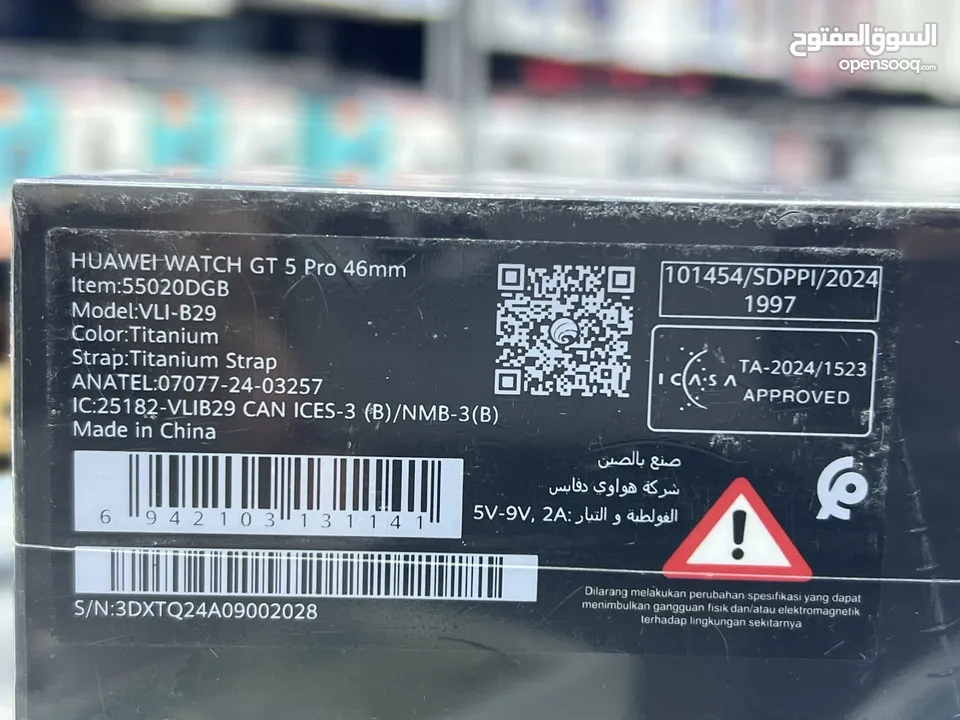 السوق المفتوح
opensooq.com
HUAWEI WATCH GT 5 Pro 46mm
Item:55020DGB
Model:VLI-B29
Color:Titanium
Strap:Titanium Strap
ANATEL:07077-24-03257
IC:25182-VLIB29 CAN ICES-3 (B)/NMB-3(B)
Made in China
101454/SDPPI/2024
1997
ICASA
TA-2024/1523
APPROVED
صنع بالصين
شركة هواوي دفايس
الفولطية و التيار: 5V-9V, 2A
6 942103 131141
S/N:3DXTQ24A09002028
Dilarang melakukan perubahan spesifikasi yang dapat
menimbulkan gangguan fisik dan/atau elektromagnetik
terhadap lingkungan sekitarnya